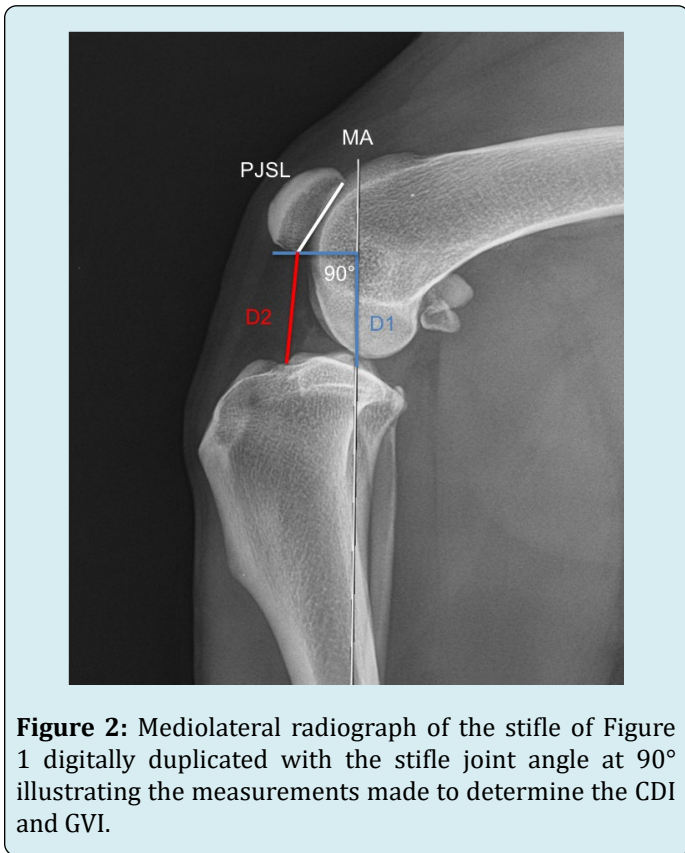 MA
PJSL
90°
D2
D1
Figure 2: Mediolateral radiograph of the stifle of Figure
1 digitally duplicated with the stifle joint angle at 90°
illustrating the measurements made to determine the CDI
and GVI.